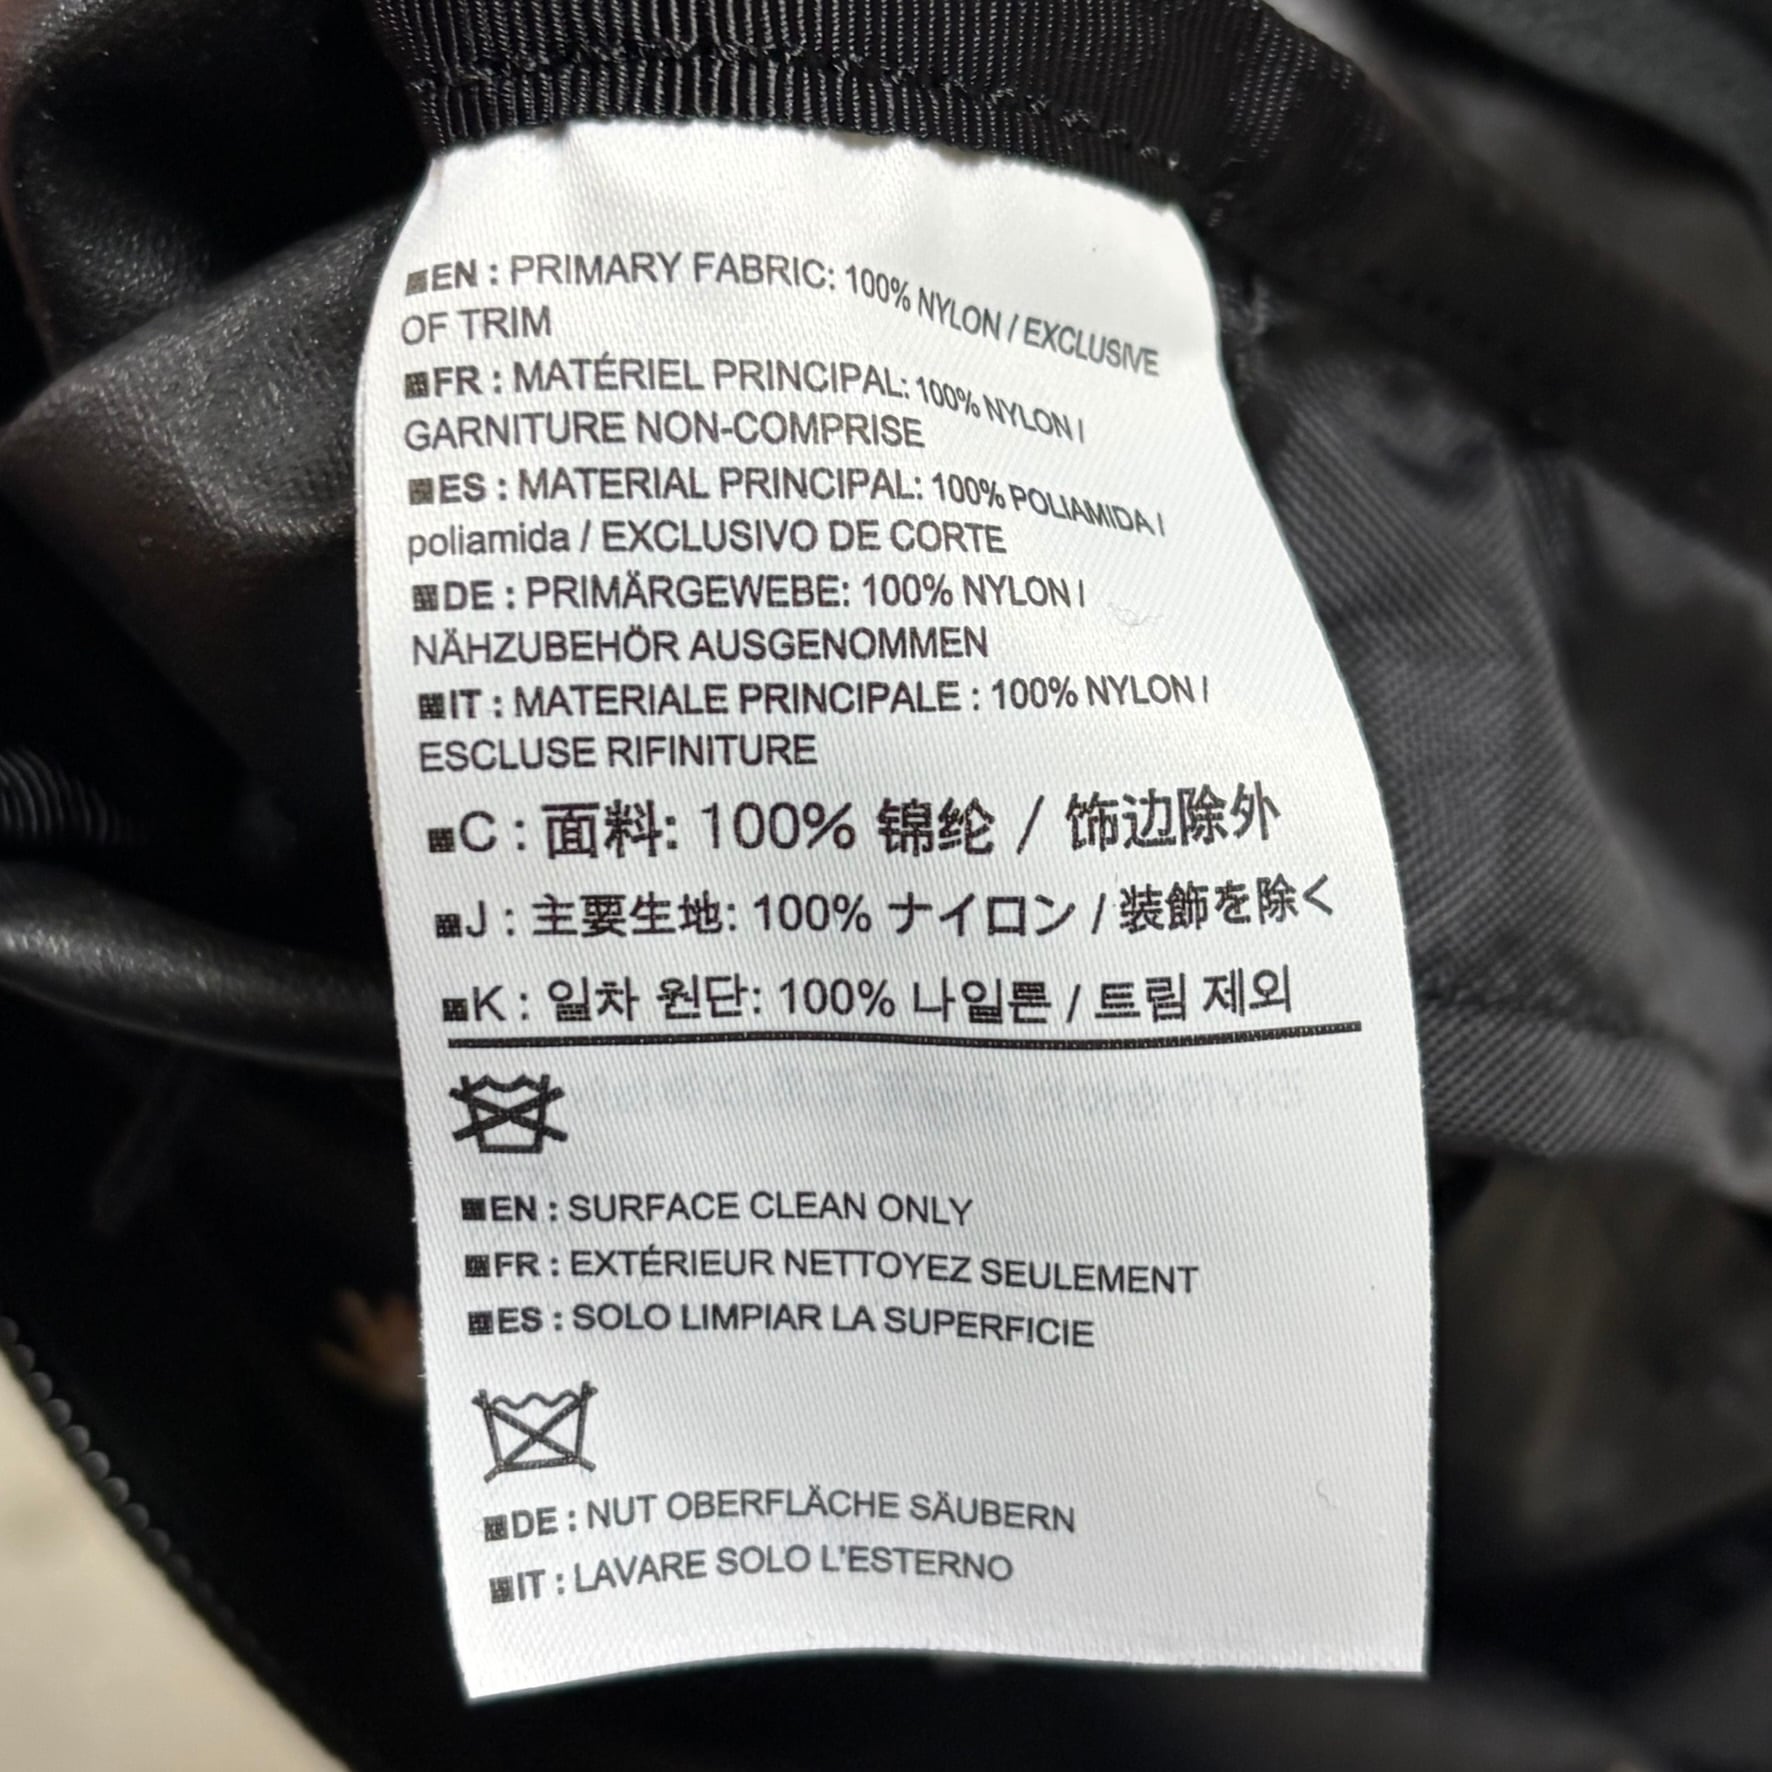 EN : PRIMARY FABRIC: 100% NYLON / EXCLUSIVE
OF TRIM
FR : MATÉRIEL PRINCIPAL: 100% NYLON /
GARNITURE NON-COMPRISE
ES : MATERIAL PRINCIPAL: 100% POLIAMIDA /
poliamida / EXCLUSIVO DE CORTE
DE : PRIMÄRGEWEBE: 100% NYLON /
NÄHZUBEHÖR AUSGENOMMEN
IT : MATERIALE PRINCIPALE : 100% NYLON /
ESCLUSE RIFINITURE
C : 面料: 100% 锦纶 / 饰边除外
J : 主要生地: 100% ナイロン / 装飾を除く
K : 일차 원단: 100% 나일론 / 트림 제외
EN : SURFACE CLEAN ONLY
FR : EXTÉRIEUR NETTOYEZ SEULEMENT
ES : SOLO LIMPIAR LA SUPERFICIE
DE : NUT OBERFLÄCHE SÄUBERN
IT : LAVARE SOLO L'ESTERNO